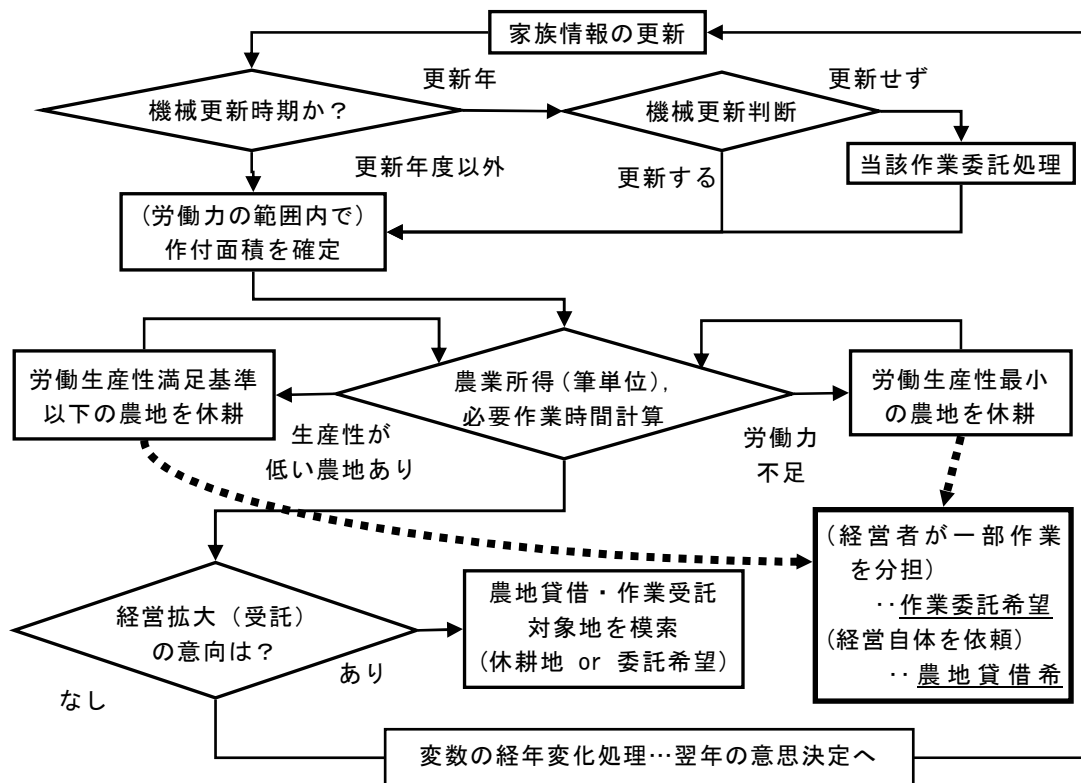 家族情報の更新
機械更新時期か？
更新年
機械更新判断
更新せず
更新年度以外
更新する
当該作業委託処理
(労働力の範囲内で)
作付面積を確定
労働生産性満足基準
以下の農地を休耕
農業所得(筆単位),
必要作業時間計算
労働生産性最小
の農地を休耕
生産性が
低い農地あり
労働力
不足
経営拡大（受託）
の意向は？
農地貸借・作業受託
対象地を模索
(休耕地 or 委託希望)
(経営者が一部作業
を分担)
‥作業委託希望
(経営自体を依頼)
‥農地貸借希
あり
なし
変数の経年変化処理…翌年の意思決定へ